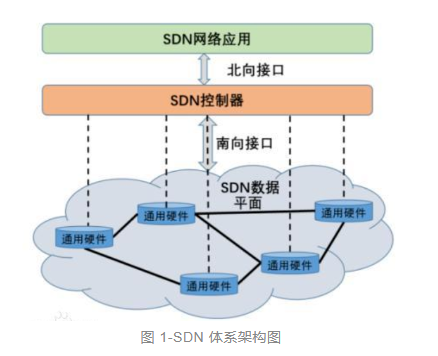 SDN网络应用
北向接口
SDN控制器
南向接口
SDN数据
平面
通用硬件
通用硬件
通用硬件
通用硬件
通用硬件
图 1-SDN 体系架构图